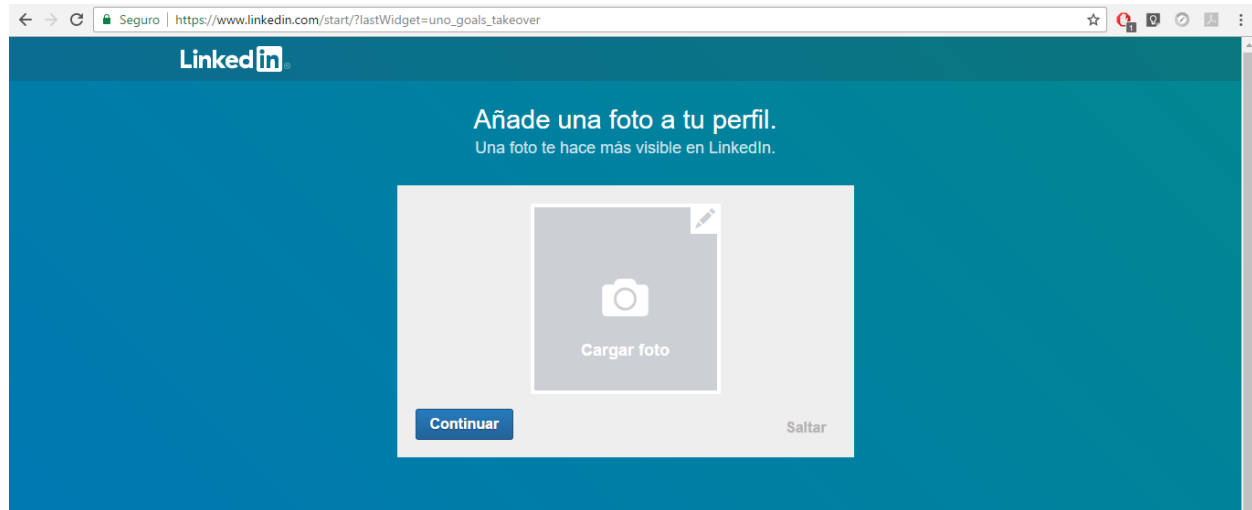 Seguro | https://www.linkedin.com/start/?lastWidget=uno_goals_takeover
1
Linked in ®
Añade una foto a tu perfil.
Una foto te hace más visible en LinkedIn.
Cargar foto
Continuar
Saltar